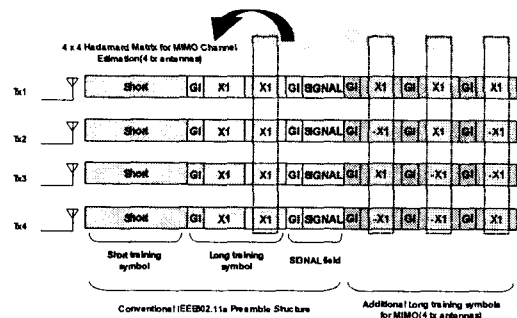 4 x 4 Hadamard Matrix for MIMO Channel
Estimation(4 tx antennas)
Tx1 Short GI X1 X1 GI SIGNAL GI X1 GI X1 GI X1
Tx2 Short GI X1 X1 GI SIGNAL GI -X1 GI X1 GI -X1
Tx3 Short GI X1 X1 GI SIGNAL GI X1 GI -X1 GI -X1
Tx4 Short GI X1 X1 GI SIGNAL GI -X1 GI -X1 GI X1
Short training
symbol
Long training
symbol
SIGNAL field
Conventional IEEE802.11a Preamble Structure
Additional Long training symbols
for MIMO(4 tx antennas)